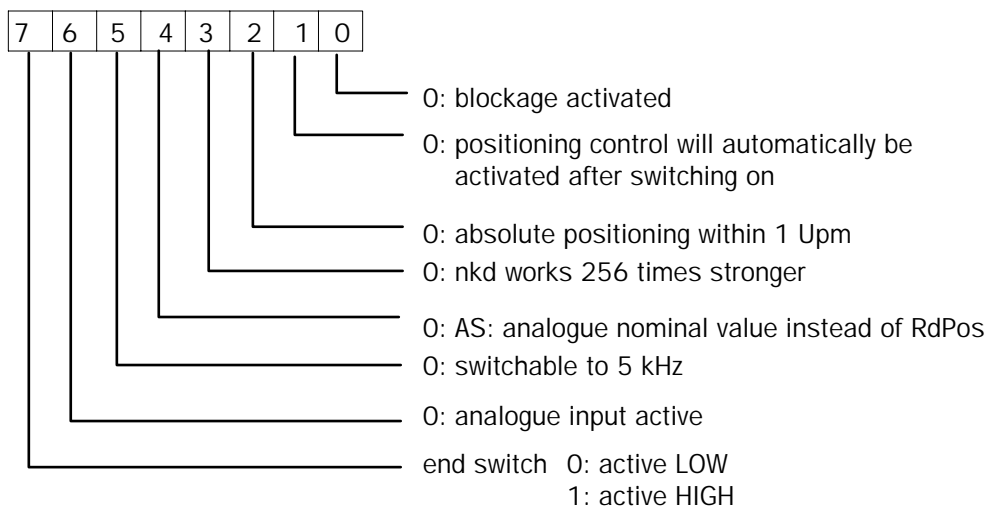 7 6 5 4 3 2 1 0
0: blockage activated
0: positioning control will automatically be
activated after switching on
0: absolute positioning within 1 Upm
0: nkd works 256 times stronger
0: AS: analogue nominal value instead of RdPos
0: switchable to 5 kHz
0: analogue input active
end switch 0: active LOW
1: active HIGH